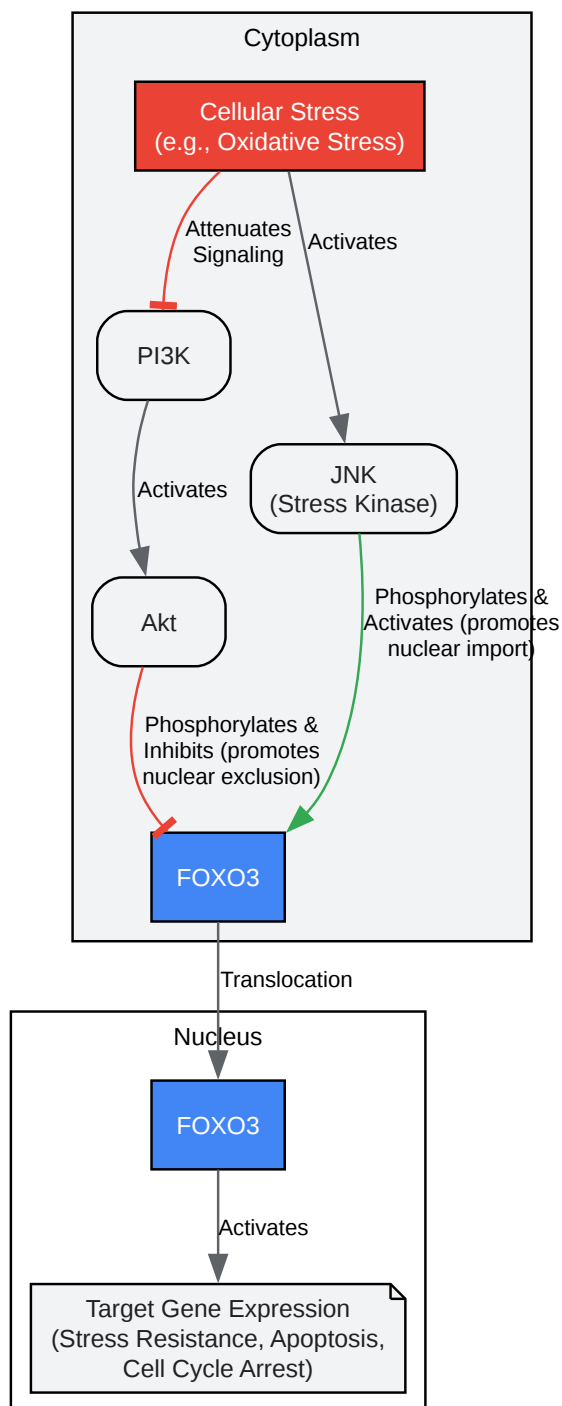 Cytoplasm
Cellular Stress
(e.g., Oxidative Stress)
Attenuates
Signaling
Activates
PI3K
JNK
(Stress Kinase)
Activates
Akt
Phosphorylates &
Activates (promotes
nuclear import)
Phosphorylates &
Inhibits (promotes
nuclear exclusion)
FOXO3
Translocation
Nucleus
FOXO3
Activates
Target Gene Expression
(Stress Resistance, Apoptosis,
Cell Cycle Arrest)